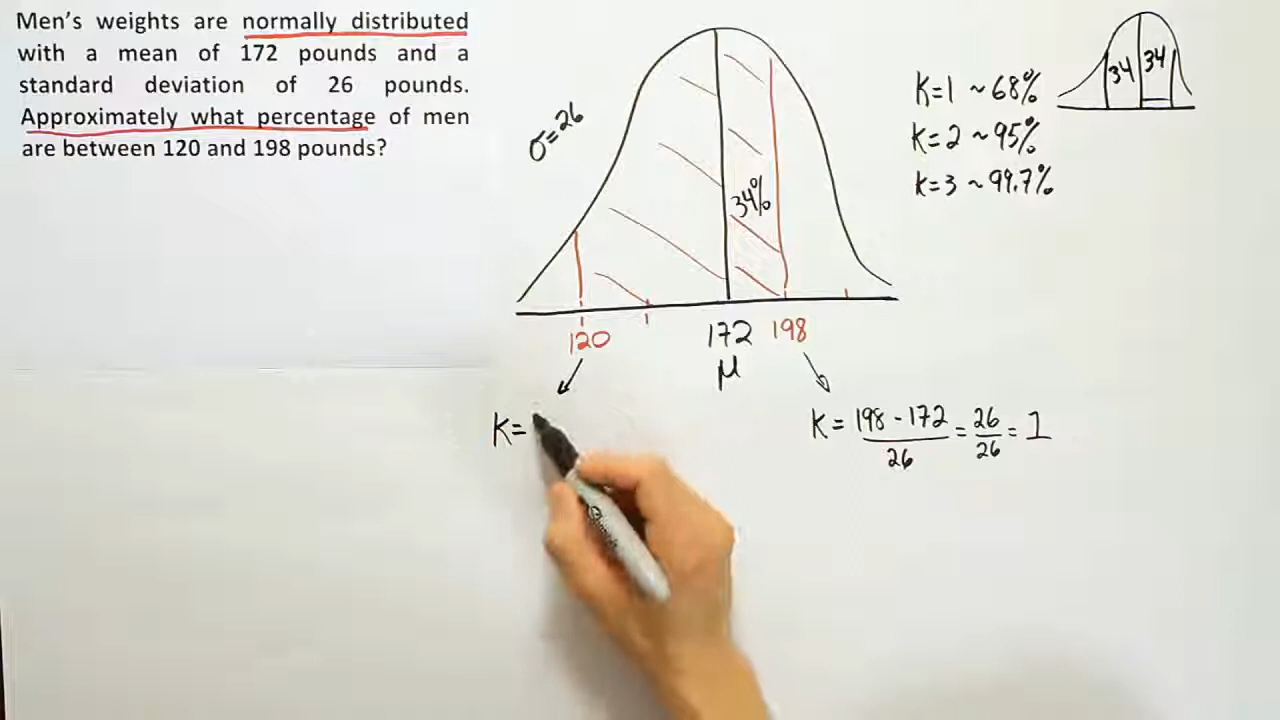 Men's weights are normally distributed
with a mean of 172 pounds and a
standard deviation of 26 pounds.
Approximately what percentage of men
are between 120 and 198 pounds?
σ=26
34%
120
172
198
μ
K=1 ~68%
K=2 ~95%
K=3 ~99.7%
34 34
K=
K = 198 - 172 / 26 = 26 / 26 = 1